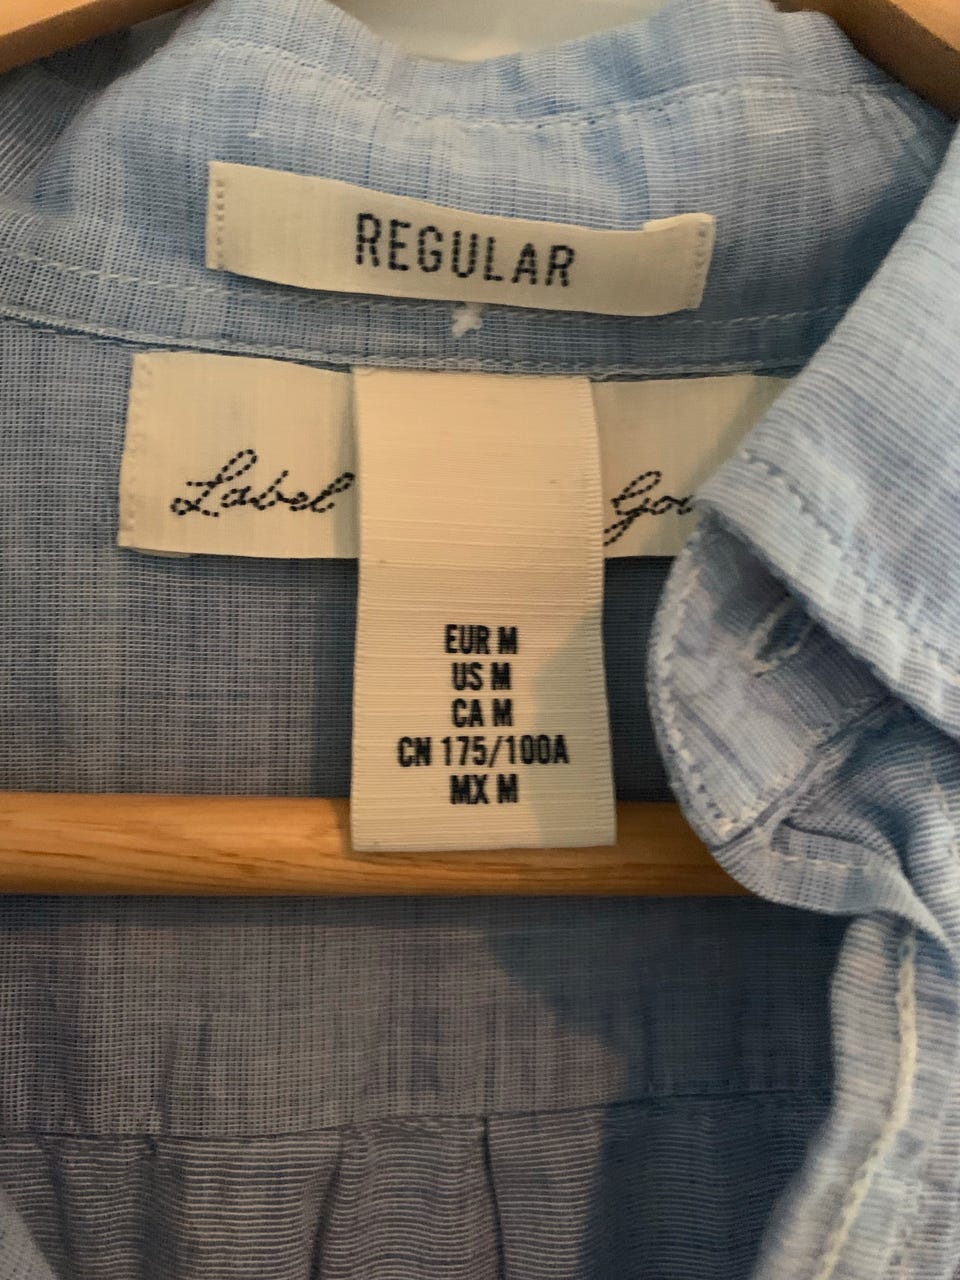 REGULAR
Label
EUR M
US M
CA M
CN 175/100A
MX M